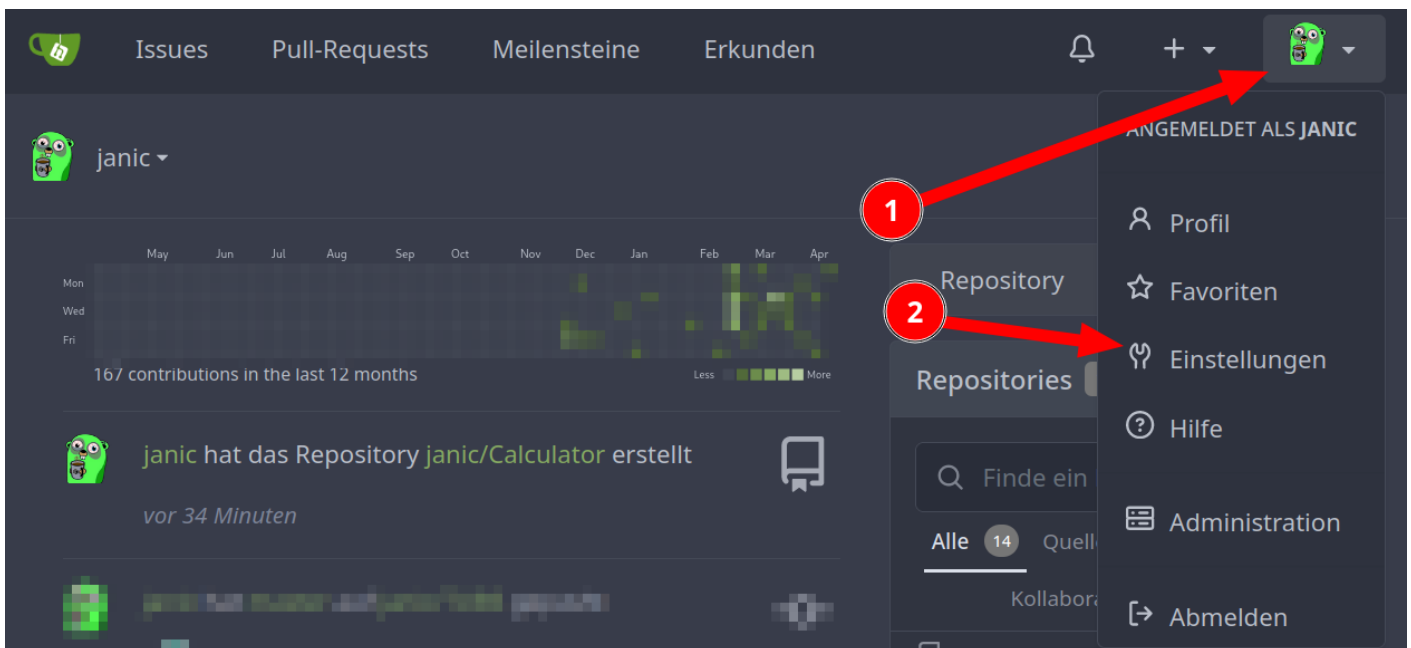 Issues Pull-Requests Meilensteine Erkunden
janic
May Jun Jul Aug Sep Oct Nov Dec Jan Feb Mar Apr
Mon
Wed
Fri
167 contributions in the last 12 months
Less More
janic hat das Repository janic/Calculator erstellt
vor 34 Minuten
1
2
Repository
Repositories
Finde ein
Alle 14
ANGEMELDET ALS JANIC
Profil
Favoriten
Einstellungen
Hilfe
Administration
Abmelden